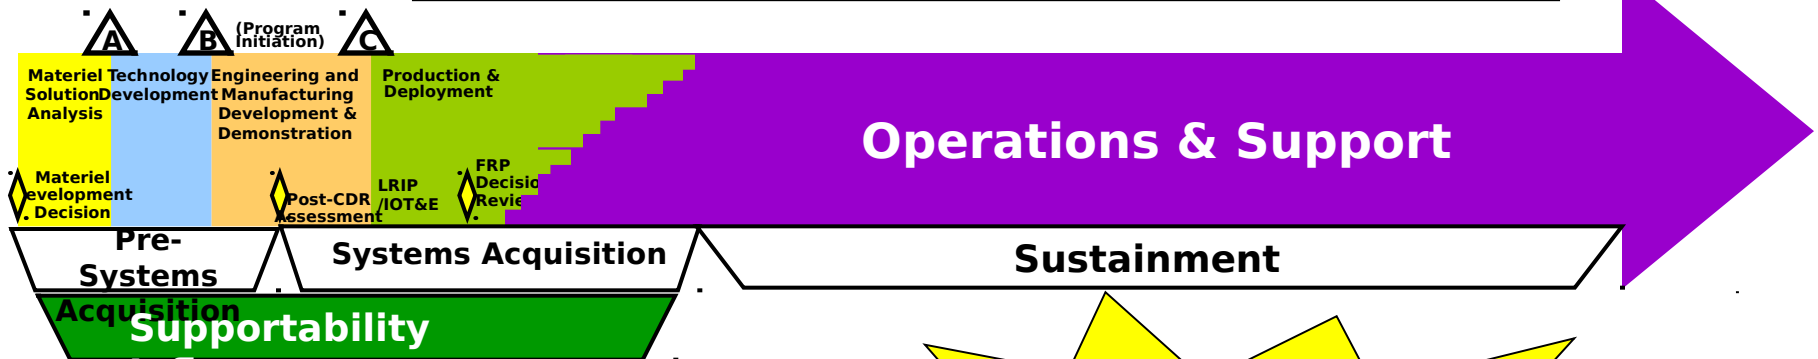 A
B
(Program
Initiation)
C
Materiel
Solution
Analysis
Technology
Development
Engineering and
Manufacturing
Development &
Demonstration
Production &
Deployment
Operations & Support
Materiel
evelopment
Decision
Post-CDR
Assessment
LRIP
/IOT&E
FRP
Decisio
Revie
Pre-
Systems
Acquisition
Systems Acquisition
Sustainment
Supportability